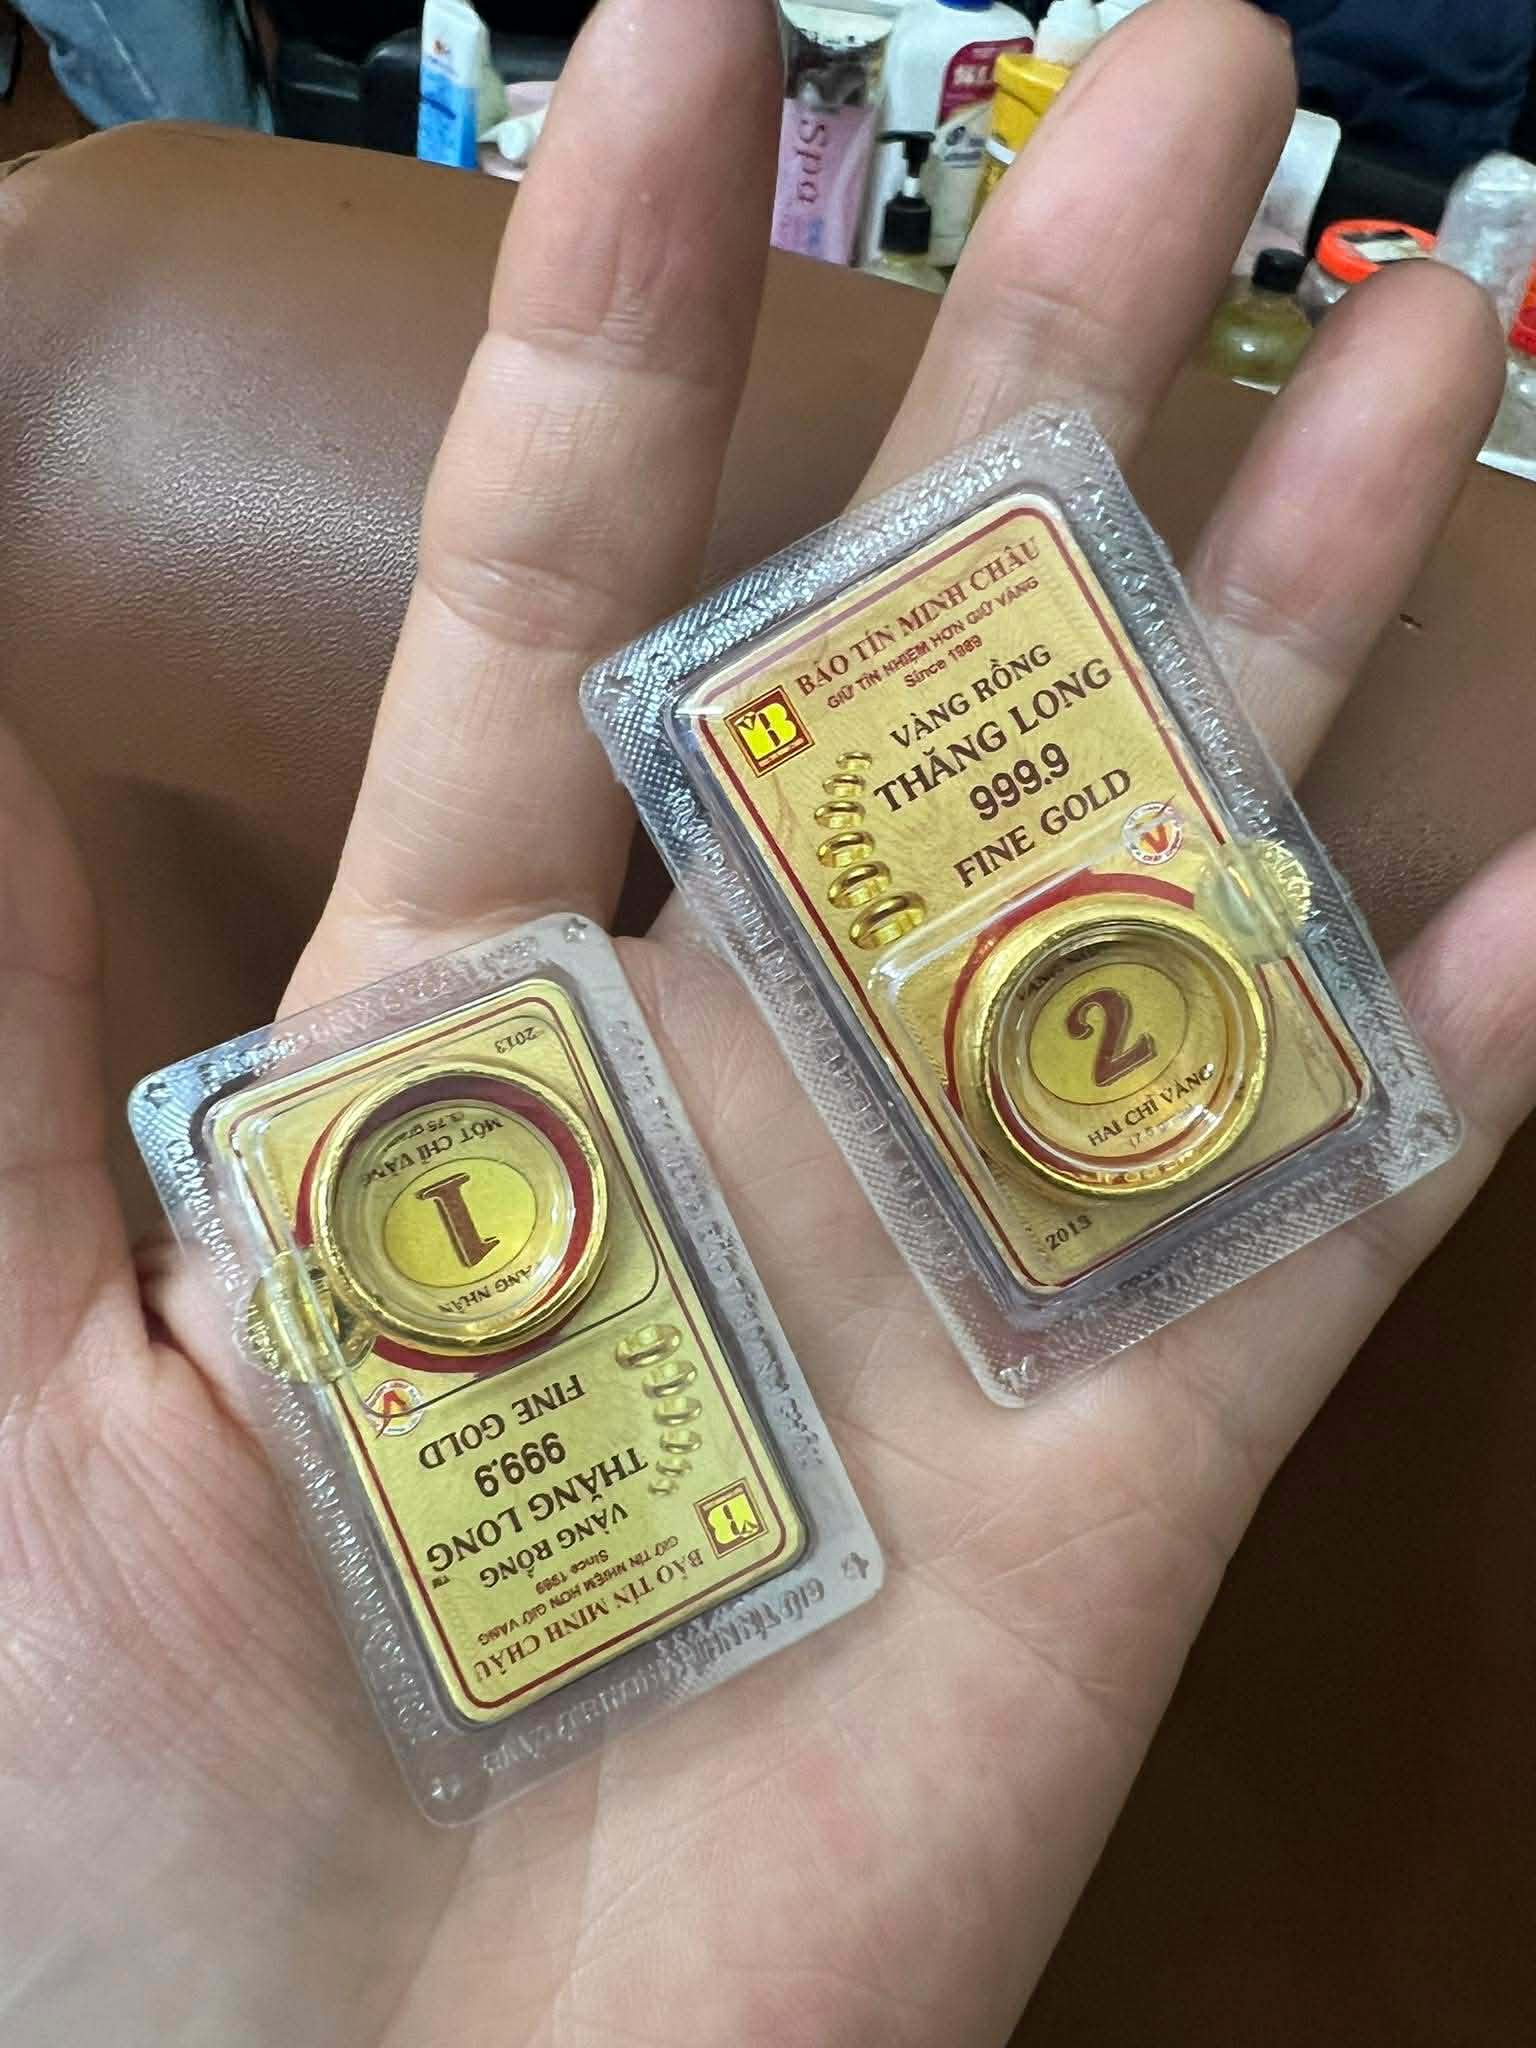 Spa
BẢO TÍN MINH CHÂU
GIỮ TÍN NHIỆM HƠN GIỮ VÀNG
Since 1989
VÀNG RỒNG
THĂNG LONG
999.9
FINE GOLD
2
HAI CHỈ VÀNG
2013
BẢO TÍN MINH CHÂU
GIỮ TÍN NHIỆM HƠN GIỮ VÀNG
Since 1989
VÀNG RỒNG
THĂNG LONG™
999.9
FINE GOLD
1
MỘT CHỈ VÀNG
2013